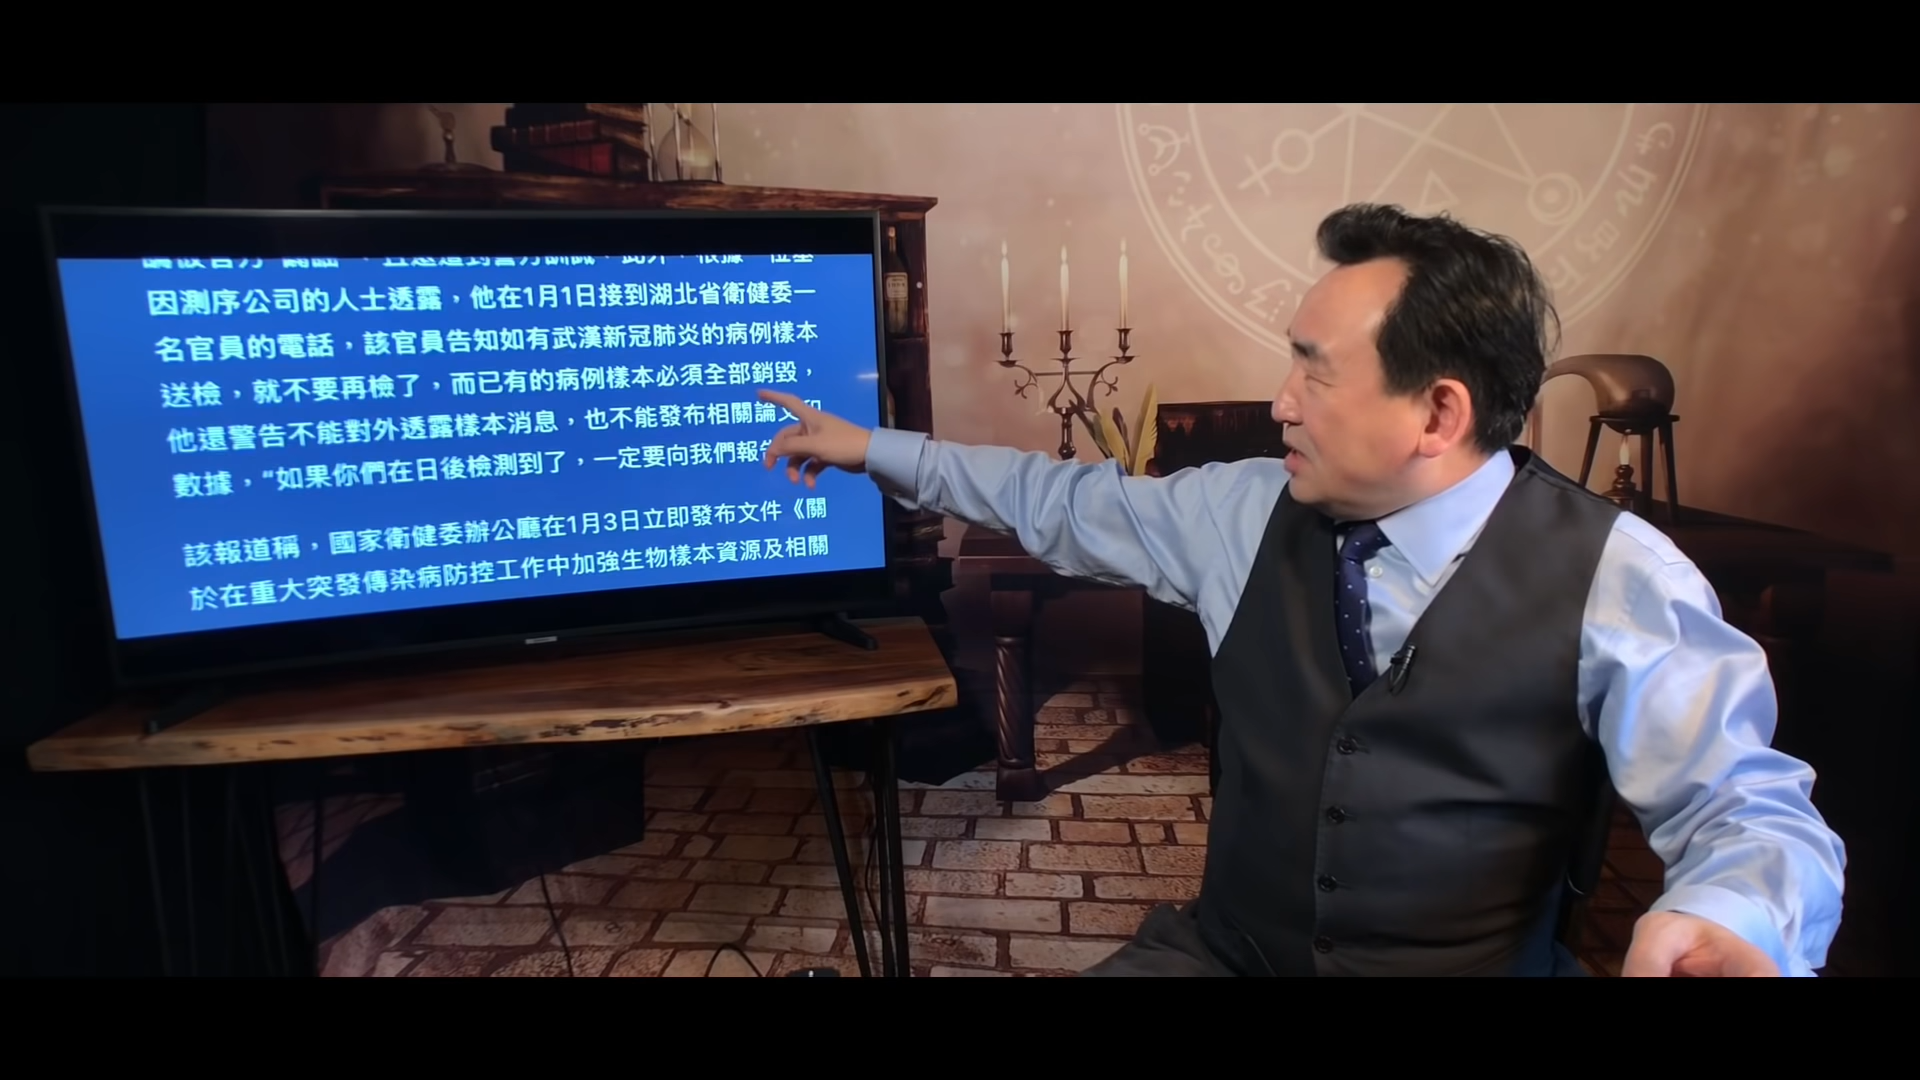 因測序公司的人士透露，他在1月1日接到湖北省衛健委一
名官員的電話，該官員告知如有武漢新冠肺炎的病例樣本
送檢，就不要再檢了，而已有的病例樣本必須全部銷毀，
他還警告不能對外透露樣本消息，也不能發布相關論文和
數據，“如果你們在日後檢測到了，一定要向我們報告
該報道稱，國家衛健委辦公廳在1月3日立即發布文件《關
於在重大突發傳染病防控工作中加強生物樣本資源及相關